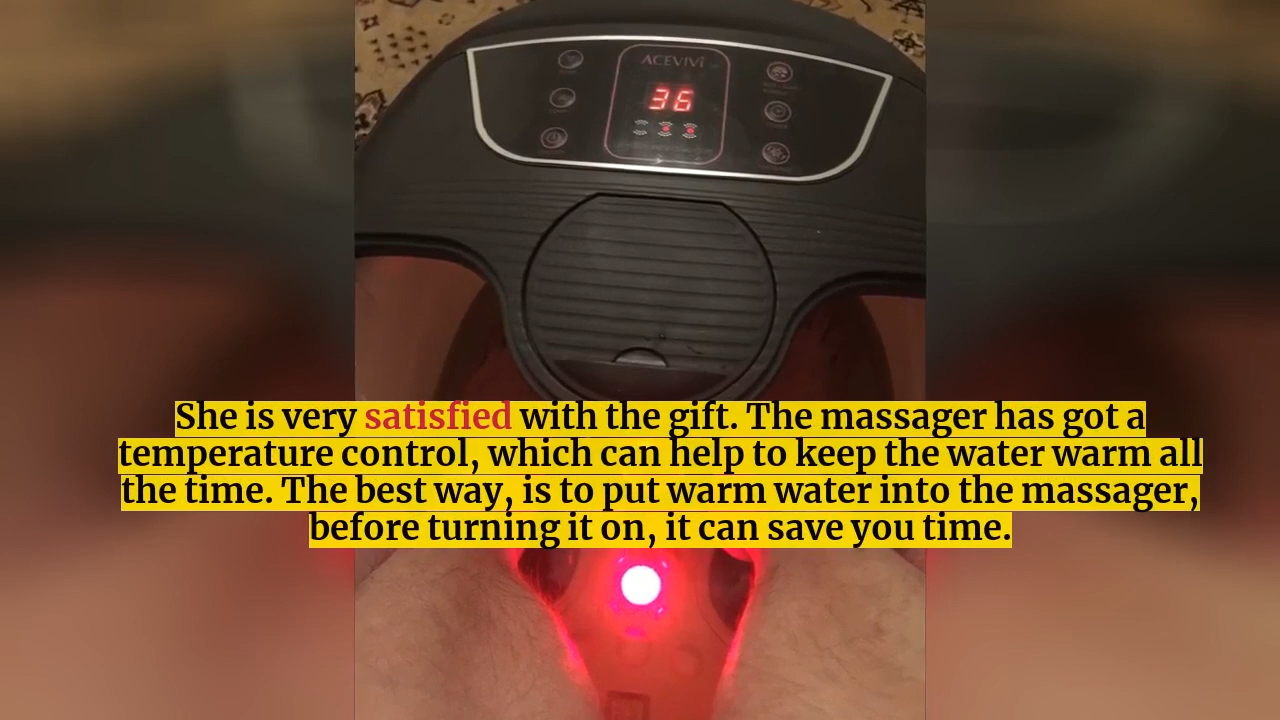 ACEVIVI
36
She is very satisfied with the gift. The massager has got a
temperature control, which can help to keep the water warm all
the time. The best way, is to put warm water into the massager,
before turning it on, it can save you time.